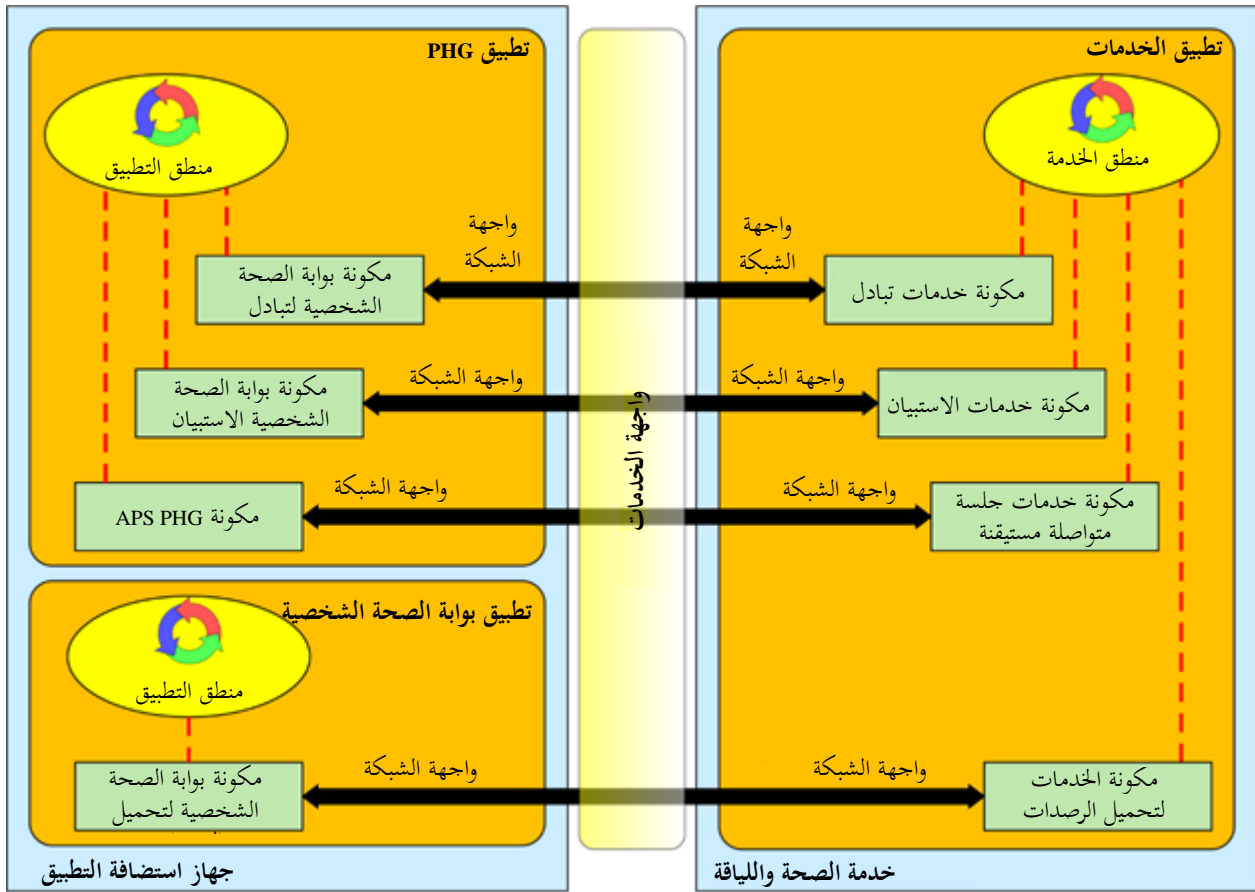 تطبيق الخدمات
تطبيق PHG
منطق الخدمة
منطق التطبيق
واجهة
الشبكة
واجهة
الشبكة
مكونة خدمات تبادل
مكونة بوابة الصحة
الشخصية لتبادل
واجهة الشبكة
واجهة الشبكة
مكونة خدمات الاستبيان
مكونة بوابة الصحة
الشخصية الاستبيان
واجهة الخدمات
واجهة الشبكة
واجهة الشبكة
مكونة خدمات جلسة
متواصلة مستيقنة
مكونة APS PHG
تطبيق بوابة الصحة الشخصية
منطق التطبيق
واجهة الشبكة
واجهة الشبكة
مكونة الخدمات
لتحميل الرصدات
مكونة بوابة الصحة
الشخصية لتحميل
خدمة الصحة واللياقة
جهاز استضافة التطبيق